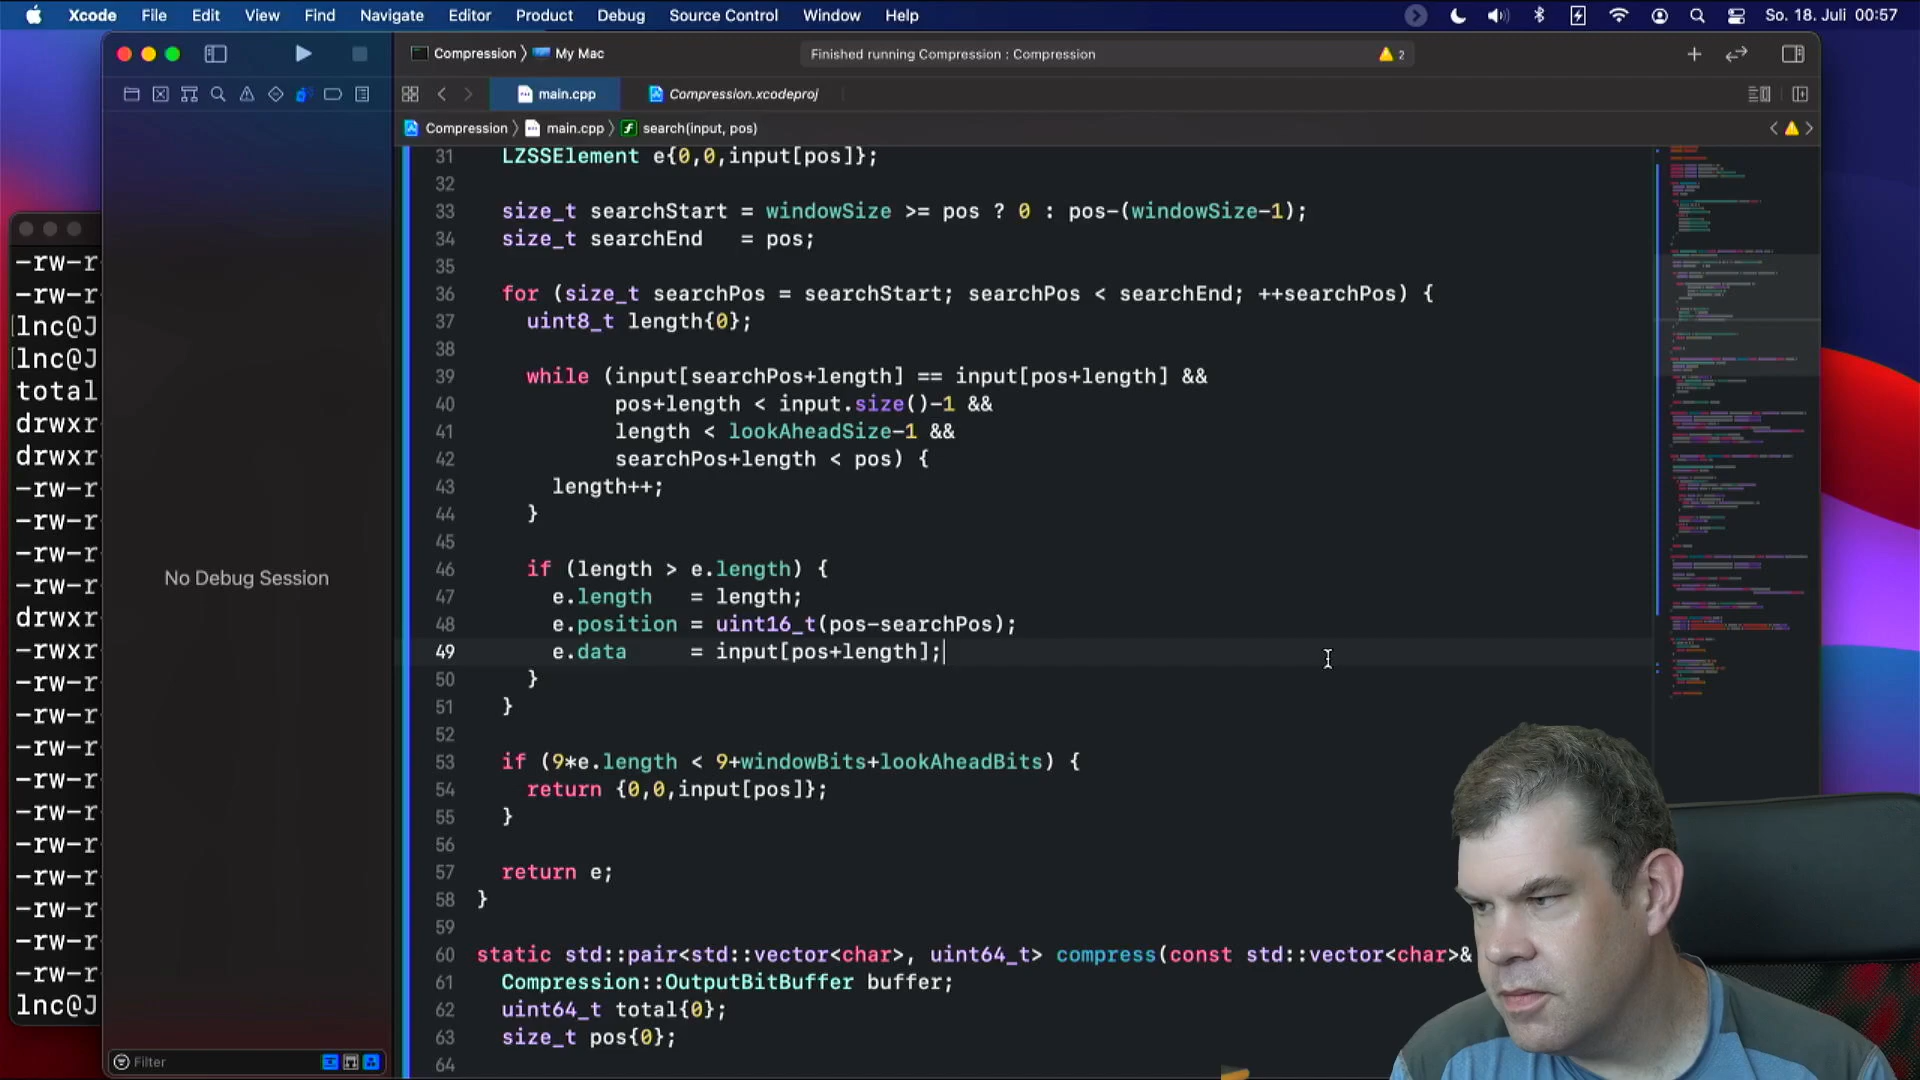 Xcode File Edit View Find Navigate Editor Product Debug Source Control Window Help So. 18. Juli 00:57
Compression My Mac Finished running Compression : Compression 2
main.cpp Compression.xcodeproj
Compression main.cpp search(input, pos)
31 LZSSElement e{0,0,input[pos]};
32
33 size_t searchStart = windowSize >= pos ? 0 : pos-(windowSize-1);
34 size_t searchEnd = pos;
35
36 for (size_t searchPos = searchStart; searchPos < searchEnd; ++searchPos) {
37 uint8_t length{0};
38
39 while (input[searchPos+length] == input[pos+length] &&
40 pos+length < input.size()-1 &&
41 length < lookAheadSize-1 &&
42 searchPos+length < pos) {
43 length++;
44 }
45
46 if (length > e.length) {
47 e.length = length;
48 e.position = uint16_t(pos-searchPos);
49 e.data = input[pos+length];
50 }
51 }
52
53 if (9*e.length < 9+windowBits+lookAheadBits) {
54 return {0,0,input[pos]};
55 }
56
57 return e;
58 }
59
60 static std::pair<std::vector<char>, uint64_t> compress(const std::vector<char>&
61 Compression::OutputBitBuffer buffer;
62 uint64_t total{0};
63 size_t pos{0};
64
No Debug Session
Filter
-rw-r
-rw-r
lnc@J
lnc@J
total
drwxr
drwxr
-rw-r
-rw-r
-rw-r
-rw-r
drwxr
-rw-r
-rw-r
-rw-r
-rw-r
-rw-r
-rw-r
-rw-r
-rw-r
-rw-r
-rw-r
-rw-r
lnc@J